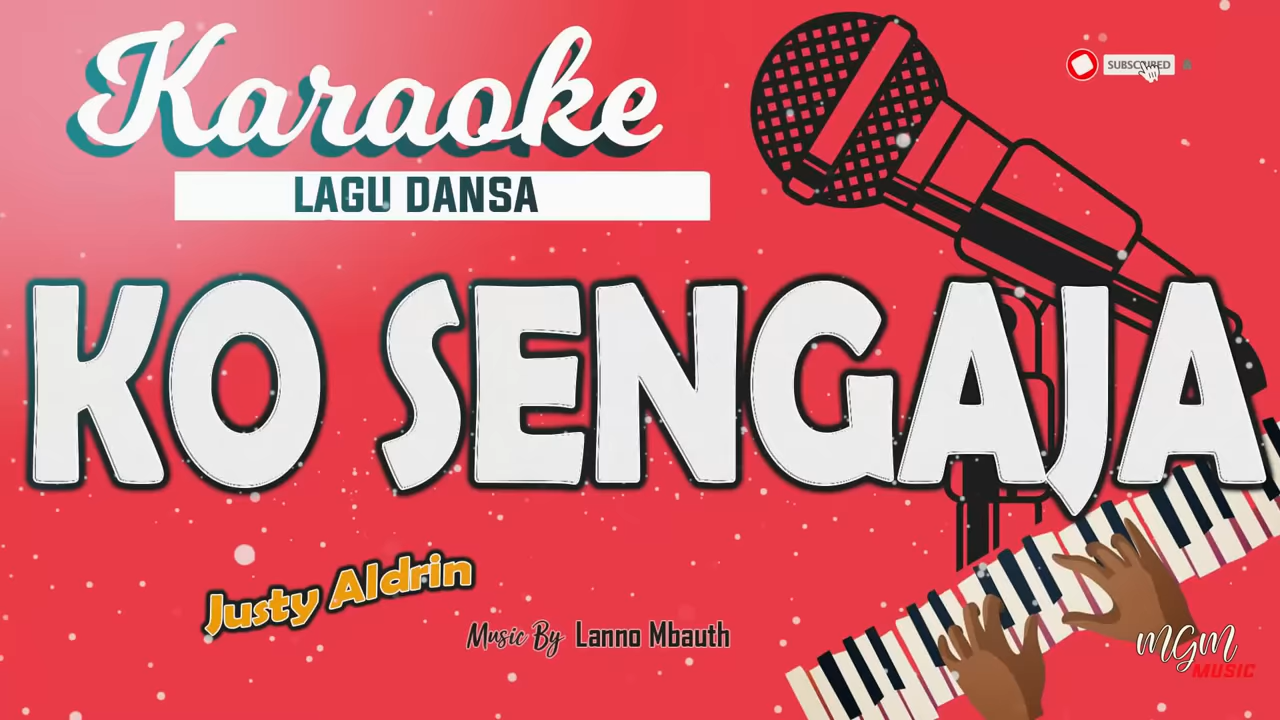 Karaoke
SUBSCRIBED
LAGU DANSA
KO SENGAJA
Justy Aldrin
Music By Lanno Mbauth
MGM
MUSIC